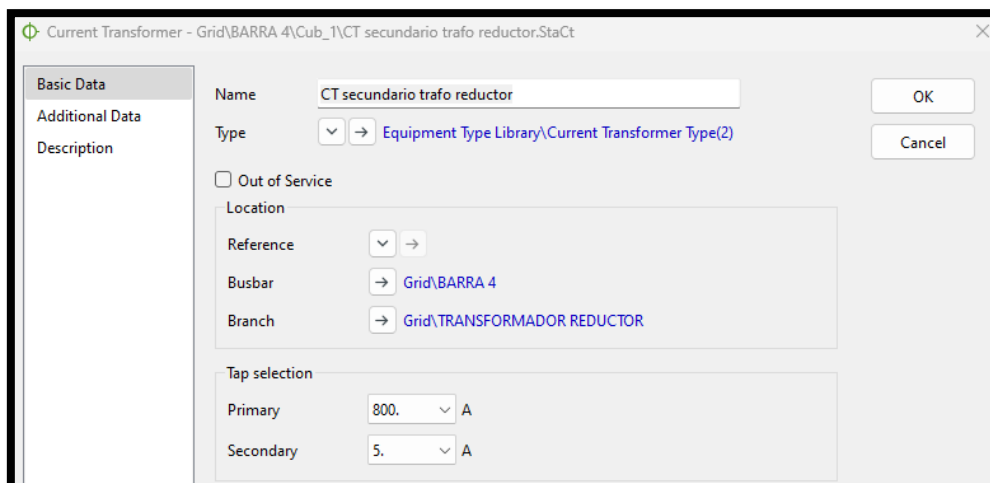 Current Transformer - Grid\BARRA 4\Cub_1\CT secundario trafo reductor.StaCt
Basic Data
Additional Data
Description
Name CT secundario trafo reductor
Type Equipment Type Library\Current Transformer Type(2)
Out of Service
Location
Reference
Busbar Grid\BARRA 4
Branch Grid\TRANSFORMADOR REDUCTOR
Tap selection
Primary 800. A
Secondary 5. A
OK
Cancel